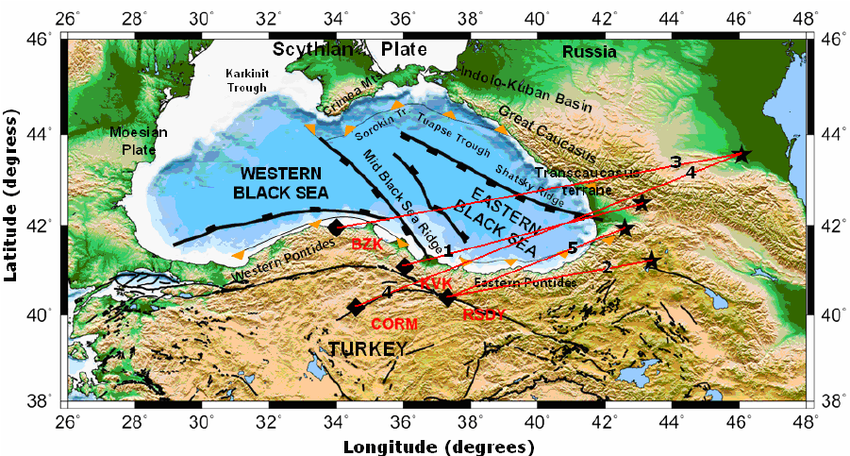 26° 28° 30° 32° 34° 36° 38° 40° 42° 44° 46° 48°
46° 46°
Scythian Plate Russia
Karkinit
Trough
Crimea Mts.
Indolo-Kuban Basin
Great Caucasus
Moesian
Plate
44° 44°
Sorokin Tr.
Tuapse Trough
3
4
WESTERN
BLACK SEA
Mid Black Sea Ridge
Shatsky Ridge
Transcaucasus
terrane
EASTERN
BLACK SEA
42° 42°
BZK
1
5
Western Pontides
KVK
Eastern Pontides
2
4
40° 40°
CORM
RSDY
TURKEY
38° 38°
26° 28° 30° 32° 34° 36° 38° 40° 42° 44° 46° 48°
Latitude (degrees)
Longitude (degrees)